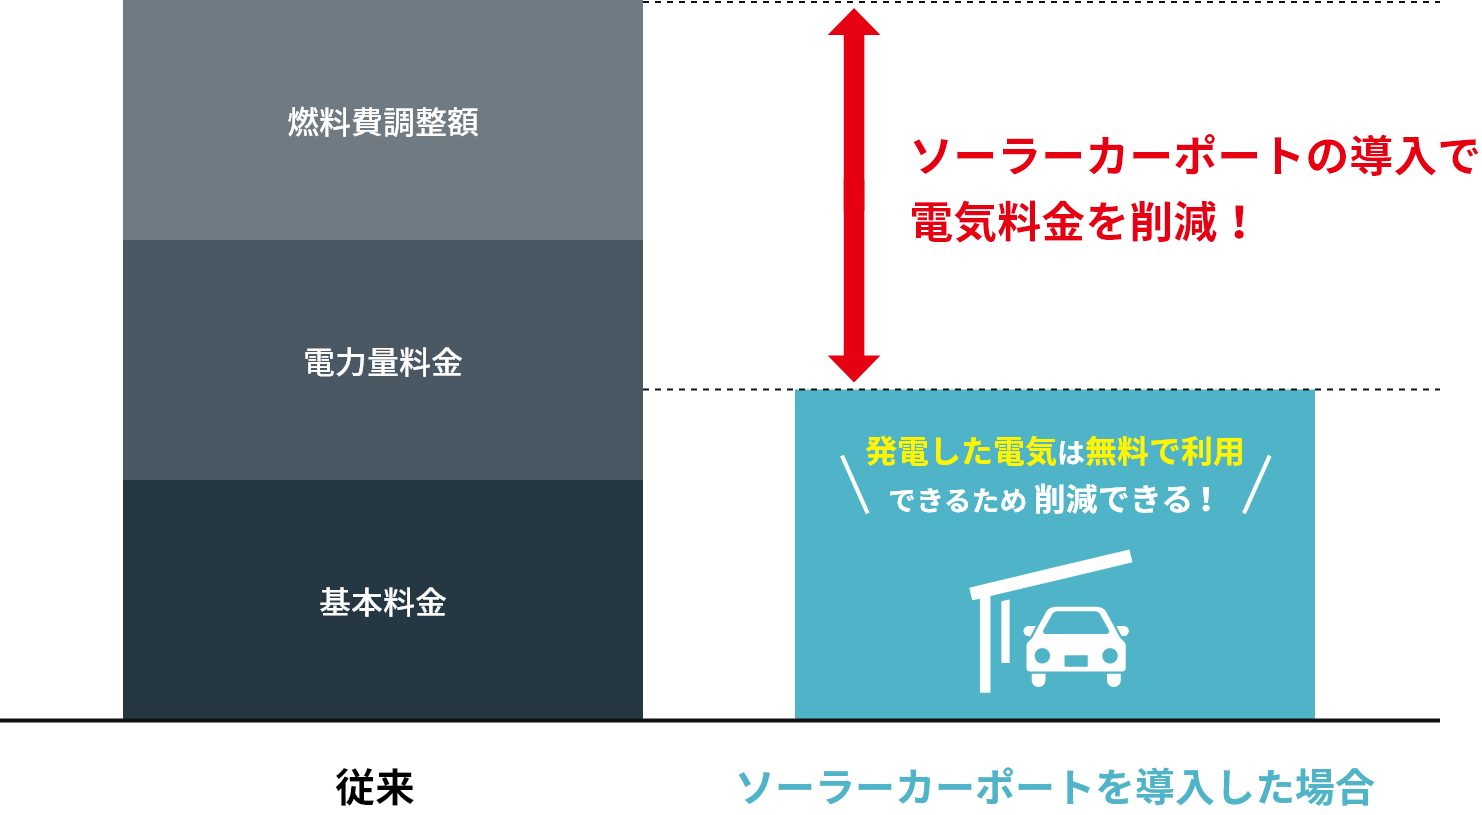 燃料費調整額
電力量料金
基本料金
従来
ソーラーカーポートの導入で
電気料金を削減！
発電した電気は無料で利用
できるため 削減できる！
ソーラーカーポートを導入した場合